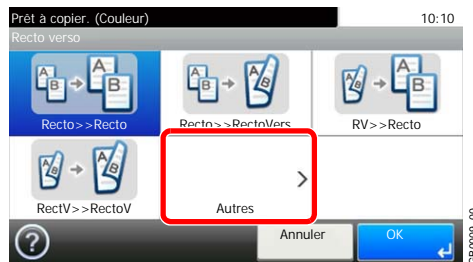 Prêt à copier. (Couleur) 10:10
Recto verso
A B A B
Recto>>Recto
A B A B
Recto>>RectoVers
A B A B
RV>>Recto
A B A B
RectV>>RectoV
Autres
?
Annuler
OK